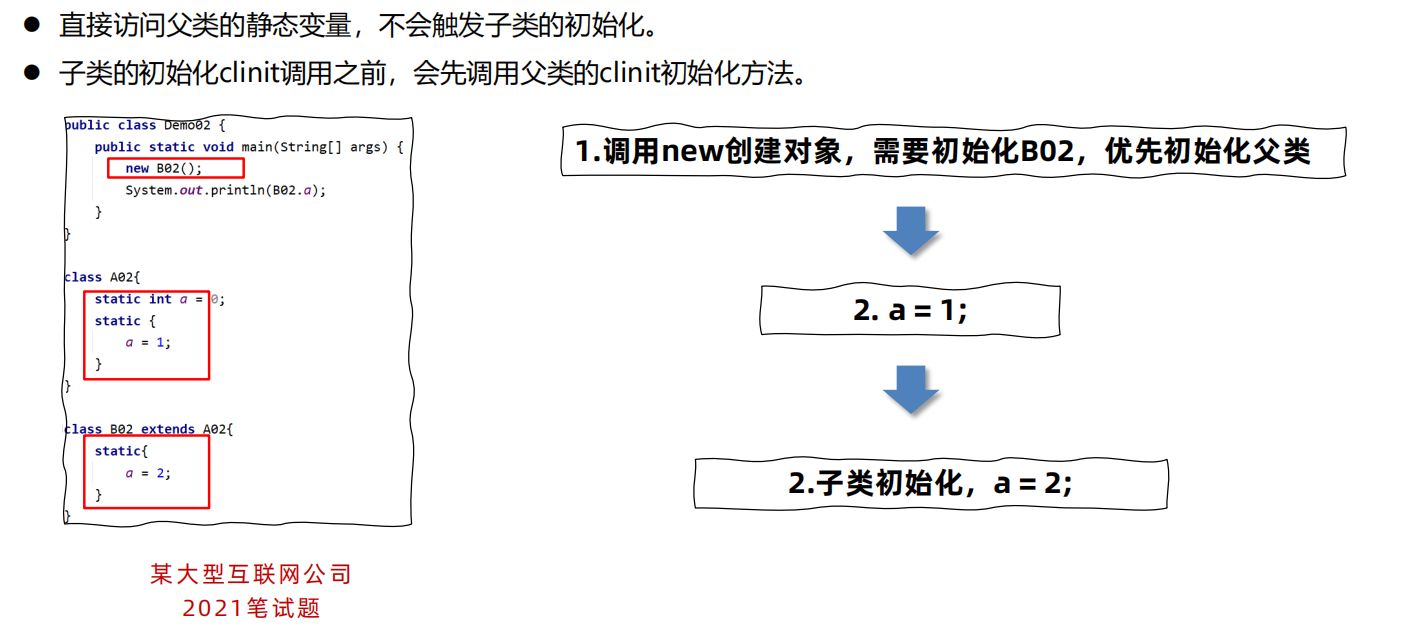 ● 直接访问父类的静态变量，不会触发子类的初始化。
● 子类的初始化clinit调用之前，会先调用父类的clinit初始化方法。
public class Demo02 {
    public static void main(String[] args) {
        new B02();
        System.out.println(B02.a);
    }
}
class A02{
    static int a = 0;
    static {
        a = 1;
    }
}
class B02 extends A02{
    static{
        a = 2;
    }
}
某大型互联网公司
2021笔试题
1.调用new创建对象，需要初始化B02，优先初始化父类
2. a = 1;
2.子类初始化，a = 2;